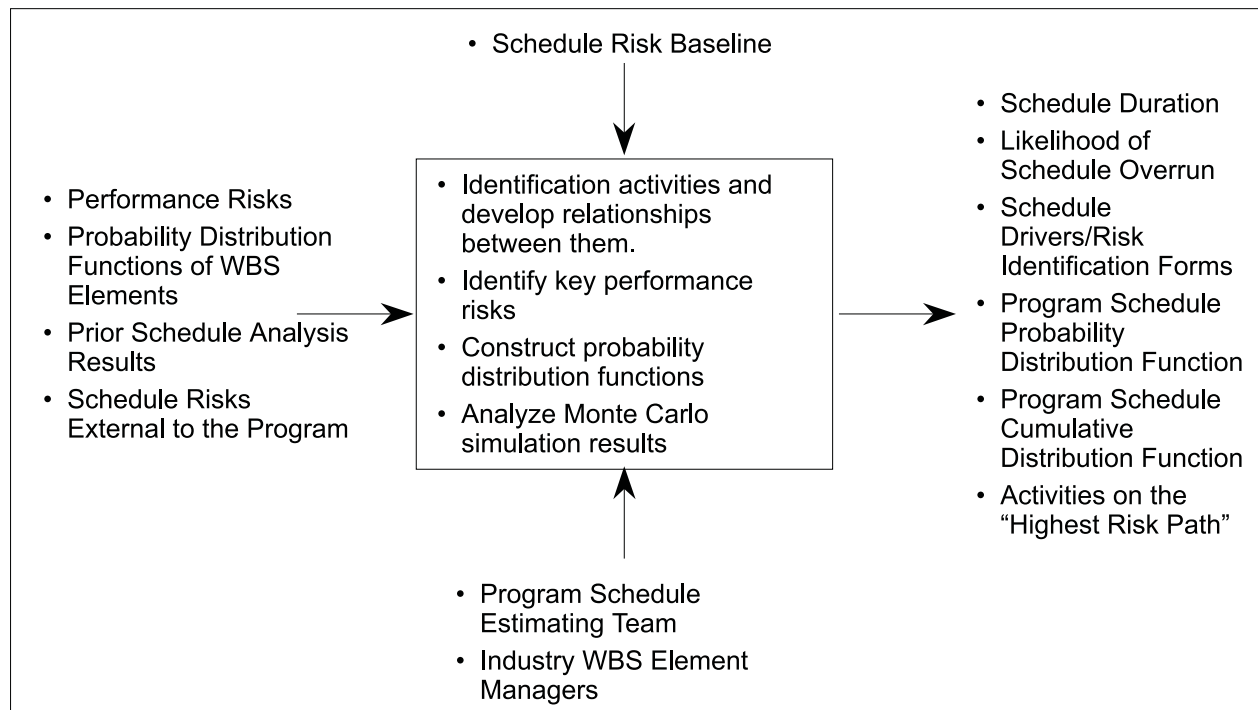 • Schedule Risk Baseline
• Performance Risks
• Probability Distribution
Functions of WBS
Elements
• Prior Schedule Analysis
Results
• Schedule Risks
External to the Program
• Identification activities and
develop relationships
between them.
• Identify key performance
risks
• Construct probability
distribution functions
• Analyze Monte Carlo
simulation results
• Schedule Duration
• Likelihood of
Schedule Overrun
• Schedule
Drivers/Risk
Identification Forms
• Program Schedule
Probability
Distribution Function
• Program Schedule
Cumulative
Distribution Function
• Activities on the
“Highest Risk Path”
• Program Schedule
Estimating Team
• Industry WBS Element
Managers